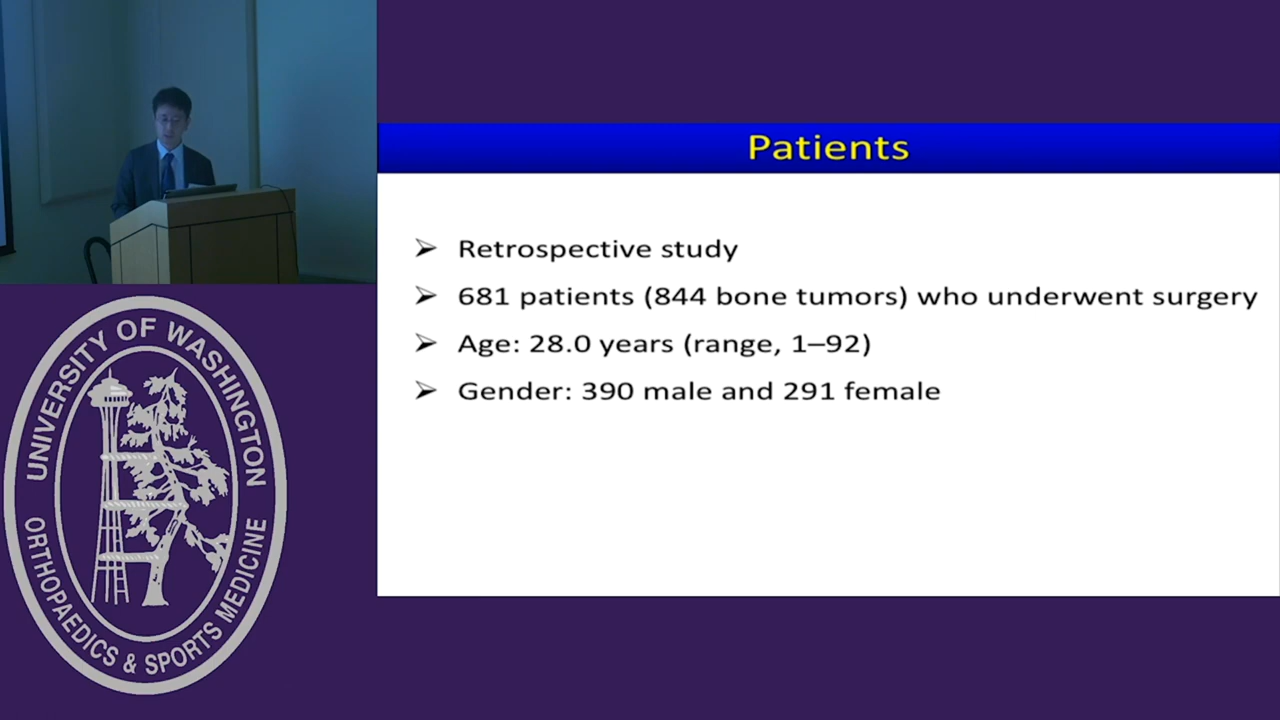 Patients
Retrospective study
681 patients (844 bone tumors) who underwent surgery
Age: 28.0 years (range, 1–92)
Gender: 390 male and 291 female
UNIVERSITY OF WASHINGTON
ORTHOPAEDICS & SPORTS MEDICINE